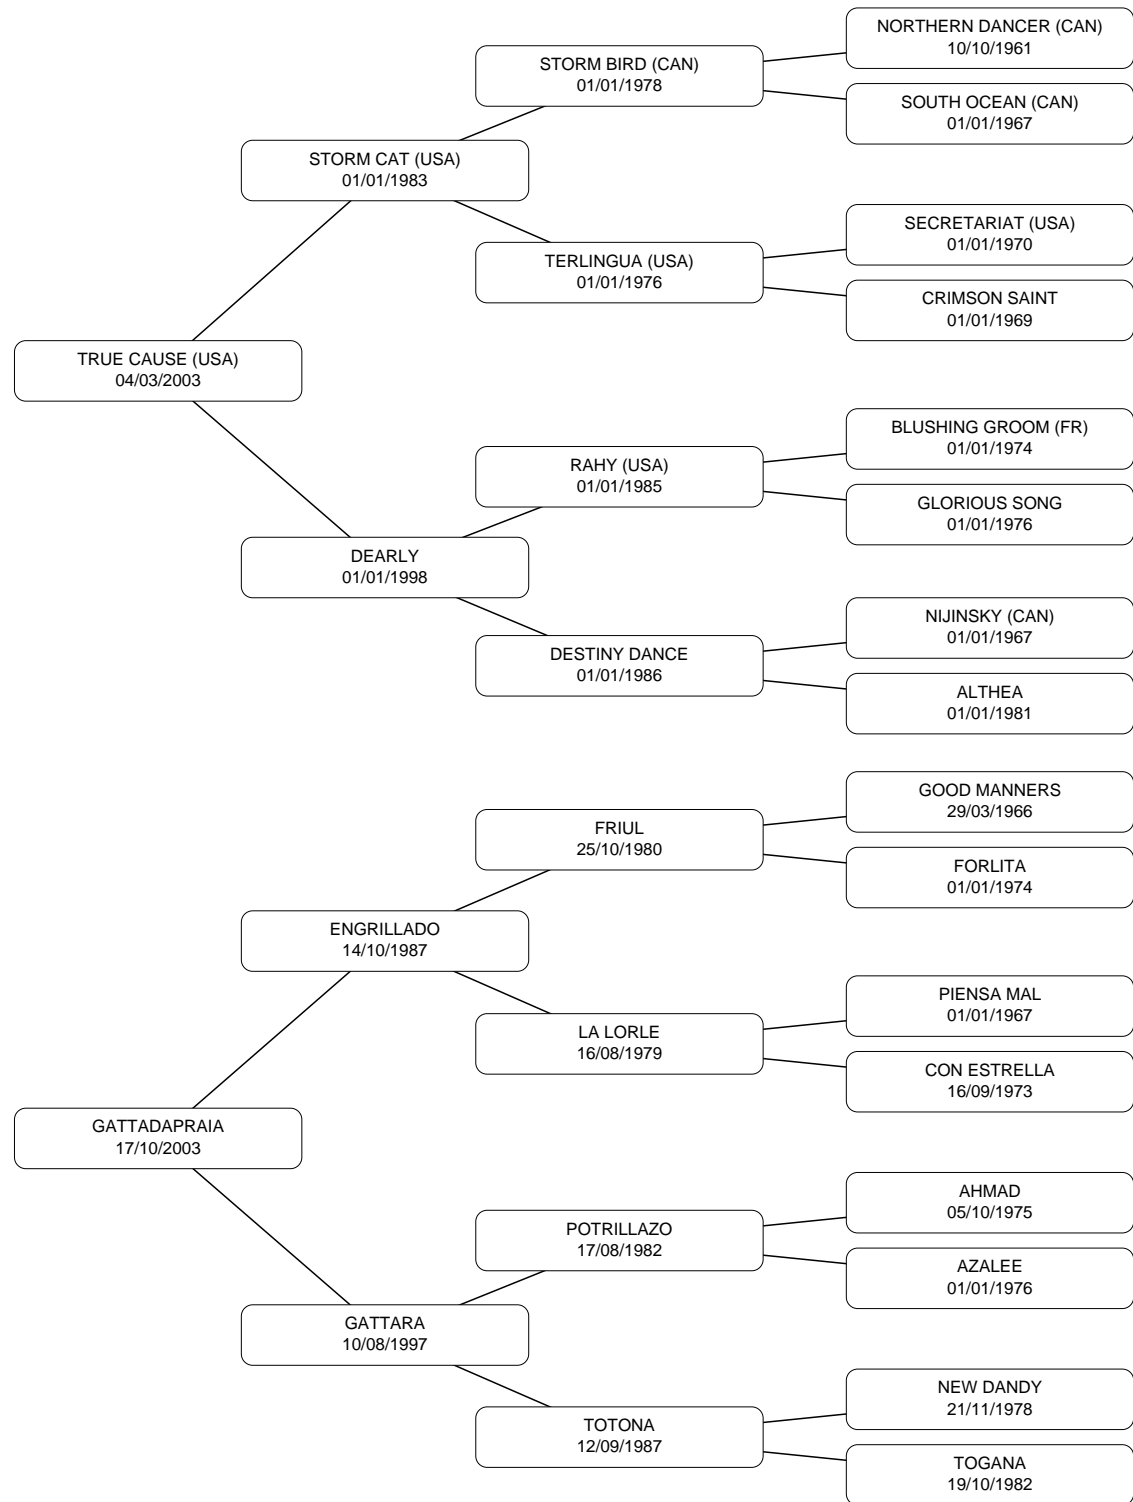 NORTHERN DANCER (CAN)
10/10/1961
STORM BIRD (CAN)
01/01/1978
SOUTH OCEAN (CAN)
01/01/1967
STORM CAT (USA)
01/01/1983
SECRETARIAT (USA)
01/01/1970
TERLINGUA (USA)
01/01/1976
CRIMSON SAINT
01/01/1969
TRUE CAUSE (USA)
04/03/2003
BLUSHING GROOM (FR)
01/01/1974
RAHY (USA)
01/01/1985
GLORIOUS SONG
01/01/1976
DEARLY
01/01/1998
NIJINSKY (CAN)
01/01/1967
DESTINY DANCE
01/01/1986
ALTHEA
01/01/1981
GOOD MANNERS
29/03/1966
FRIUL
25/10/1980
FORLITA
01/01/1974
ENGRILLADO
14/10/1987
PIENSA MAL
01/01/1967
LA LORLE
16/08/1979
CON ESTRELLA
16/09/1973
GATTADAPRAIA
17/10/2003
AHMAD
05/10/1975
POTRILLAZO
17/08/1982
AZALEE
01/01/1976
GATTARA
10/08/1997
NEW DANDY
21/11/1978
TOTONA
12/09/1987
TOGANA
19/10/1982